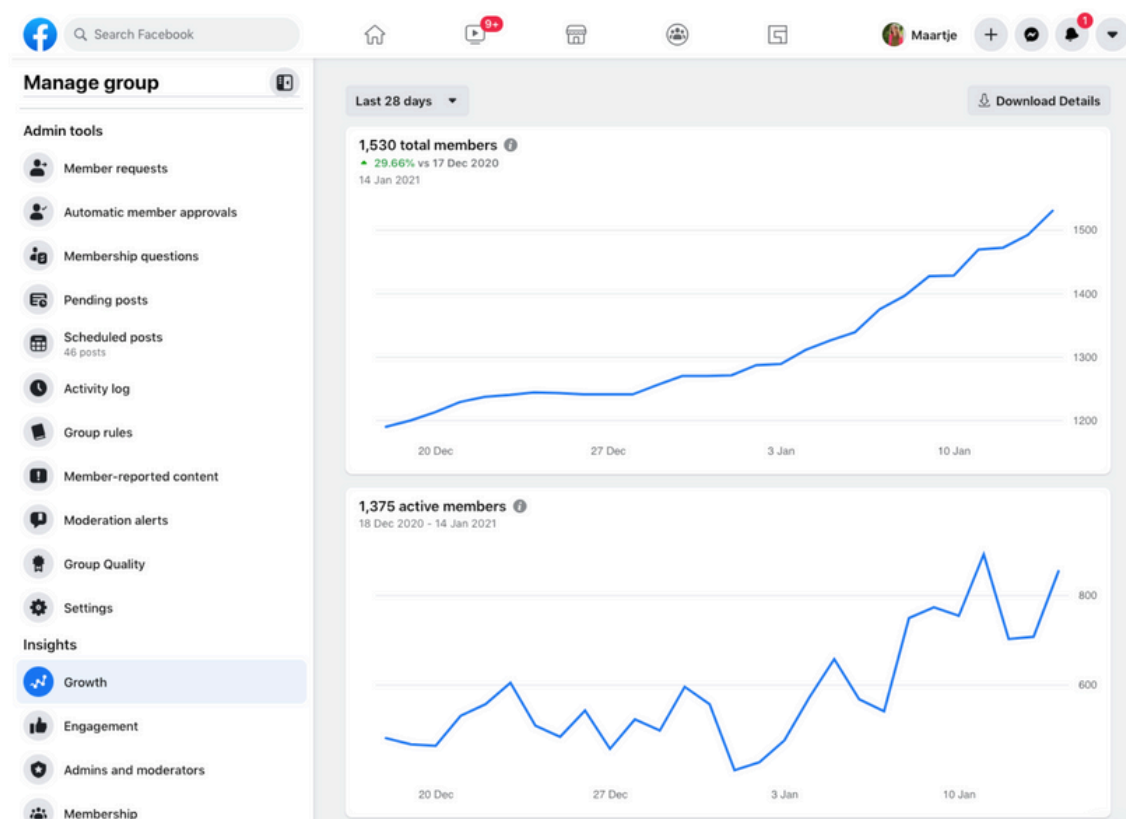 Search Facebook
9+
Maartje
1
Manage group
Admin tools
Member requests
Automatic member approvals
Membership questions
Pending posts
Scheduled posts
46 posts
Activity log
Group rules
Member-reported content
Moderation alerts
Group Quality
Settings
Insights
Growth
Engagement
Admins and moderators
Membership
Last 28 days
Download Details
1,530 total members
29.66% vs 17 Dec 2020
14 Jan 2021
1500
1400
1300
1200
20 Dec 27 Dec 3 Jan 10 Jan
1,375 active members
18 Dec 2020 - 14 Jan 2021
800
600
20 Dec 27 Dec 3 Jan 10 Jan